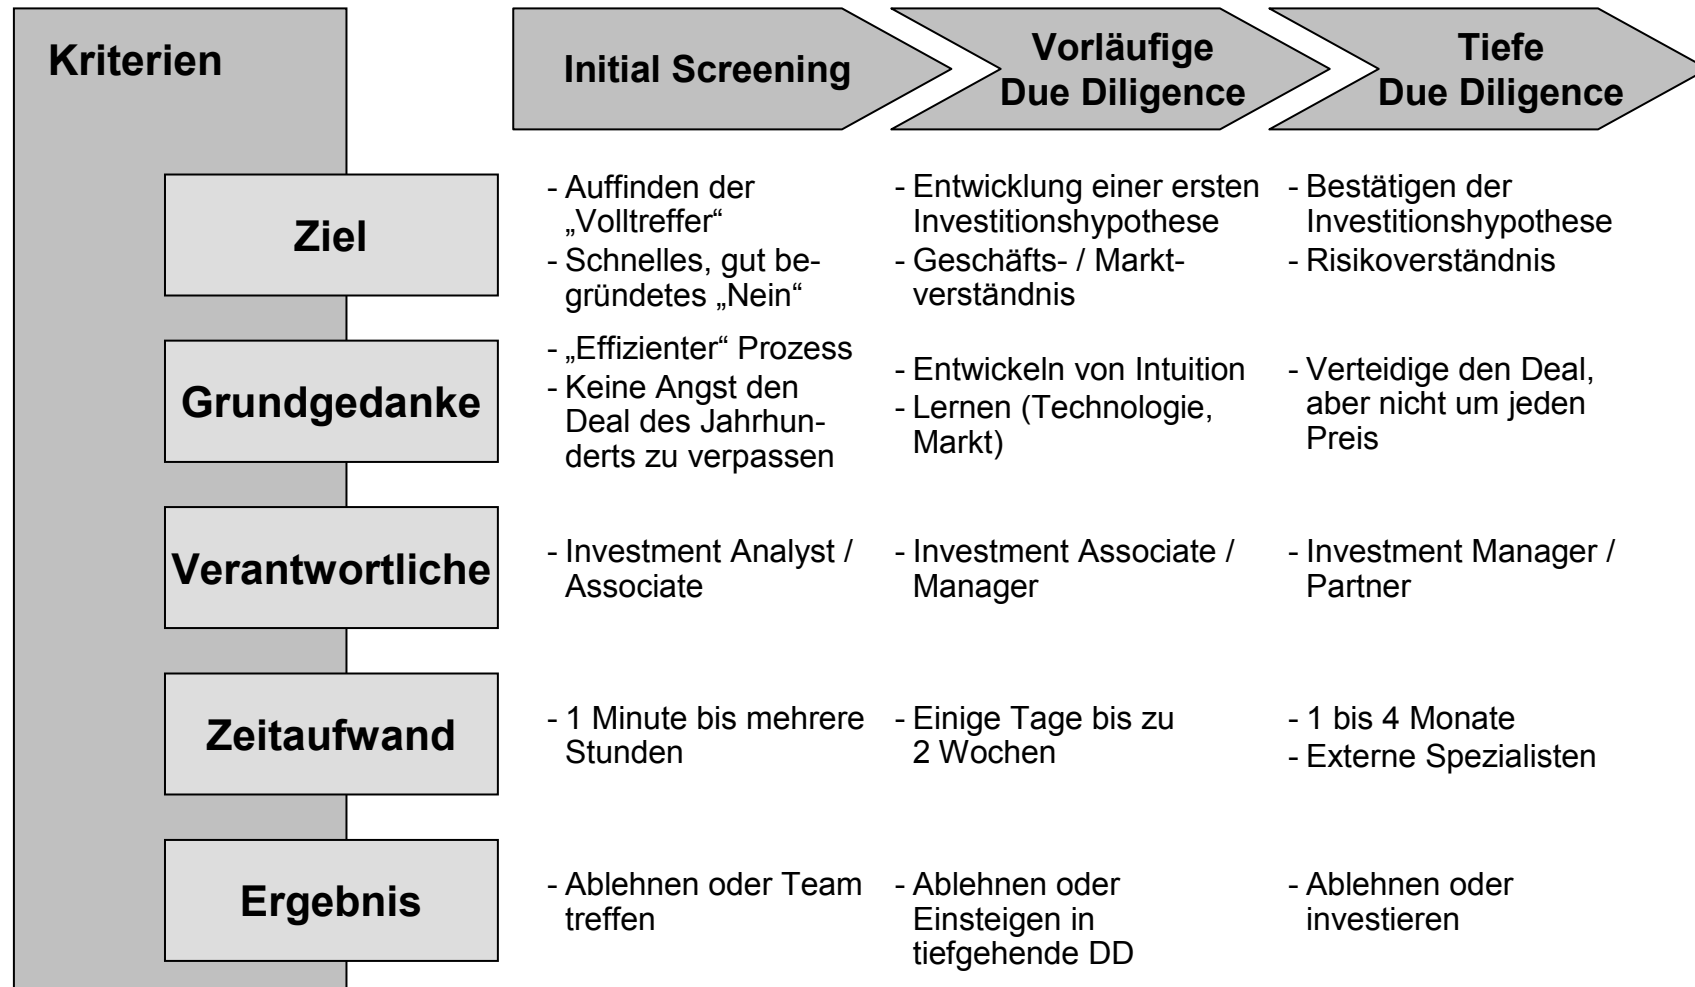 Kriterien
Initial Screening
Vorläufige
Due Diligence
Tiefe
Due Diligence
Ziel
- Auffinden der
„Volltreffer“
- Schnelles, gut be-
gründetes „Nein“
- Entwicklung einer ersten
Investitionshypothese
- Geschäfts- / Markt-
verständnis
- Bestätigen der
Investitionshypothese
- Risikoverständnis
Grundgedanke
- „Effizienter“ Prozess
- Keine Angst den
Deal des Jahrhun-
derts zu verpassen
- Entwickeln von Intuition
- Lernen (Technologie,
Markt)
- Verteidige den Deal,
aber nicht um jeden
Preis
Verantwortliche
- Investment Analyst /
Associate
- Investment Associate /
Manager
- Investment Manager /
Partner
Zeitaufwand
- 1 Minute bis mehrere
Stunden
- Einige Tage bis zu
2 Wochen
- 1 bis 4 Monate
- Externe Spezialisten
Ergebnis
- Ablehnen oder Team
treffen
- Ablehnen oder
Einsteigen in
tiefgehende DD
- Ablehnen oder
investieren